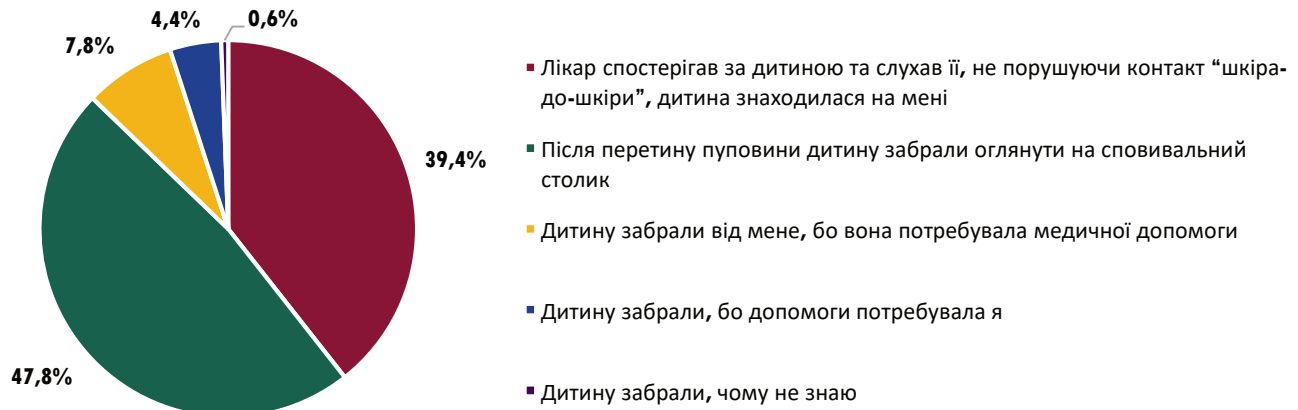 4,4%
0,6%
7,8%
39,4%
47,8%
Лікар спостерігав за дитиною та слухав її, не порушуючи контакт “шкіра-
до-шкіри”, дитина знаходилася на мені
Після перетину пуповини дитину забрали оглянути на сповивальний
столик
Дитину забрали від мене, бо вона потребувала медичної допомоги
Дитину забрали, бо допомоги потребувала я
Дитину забрали, чому не знаю